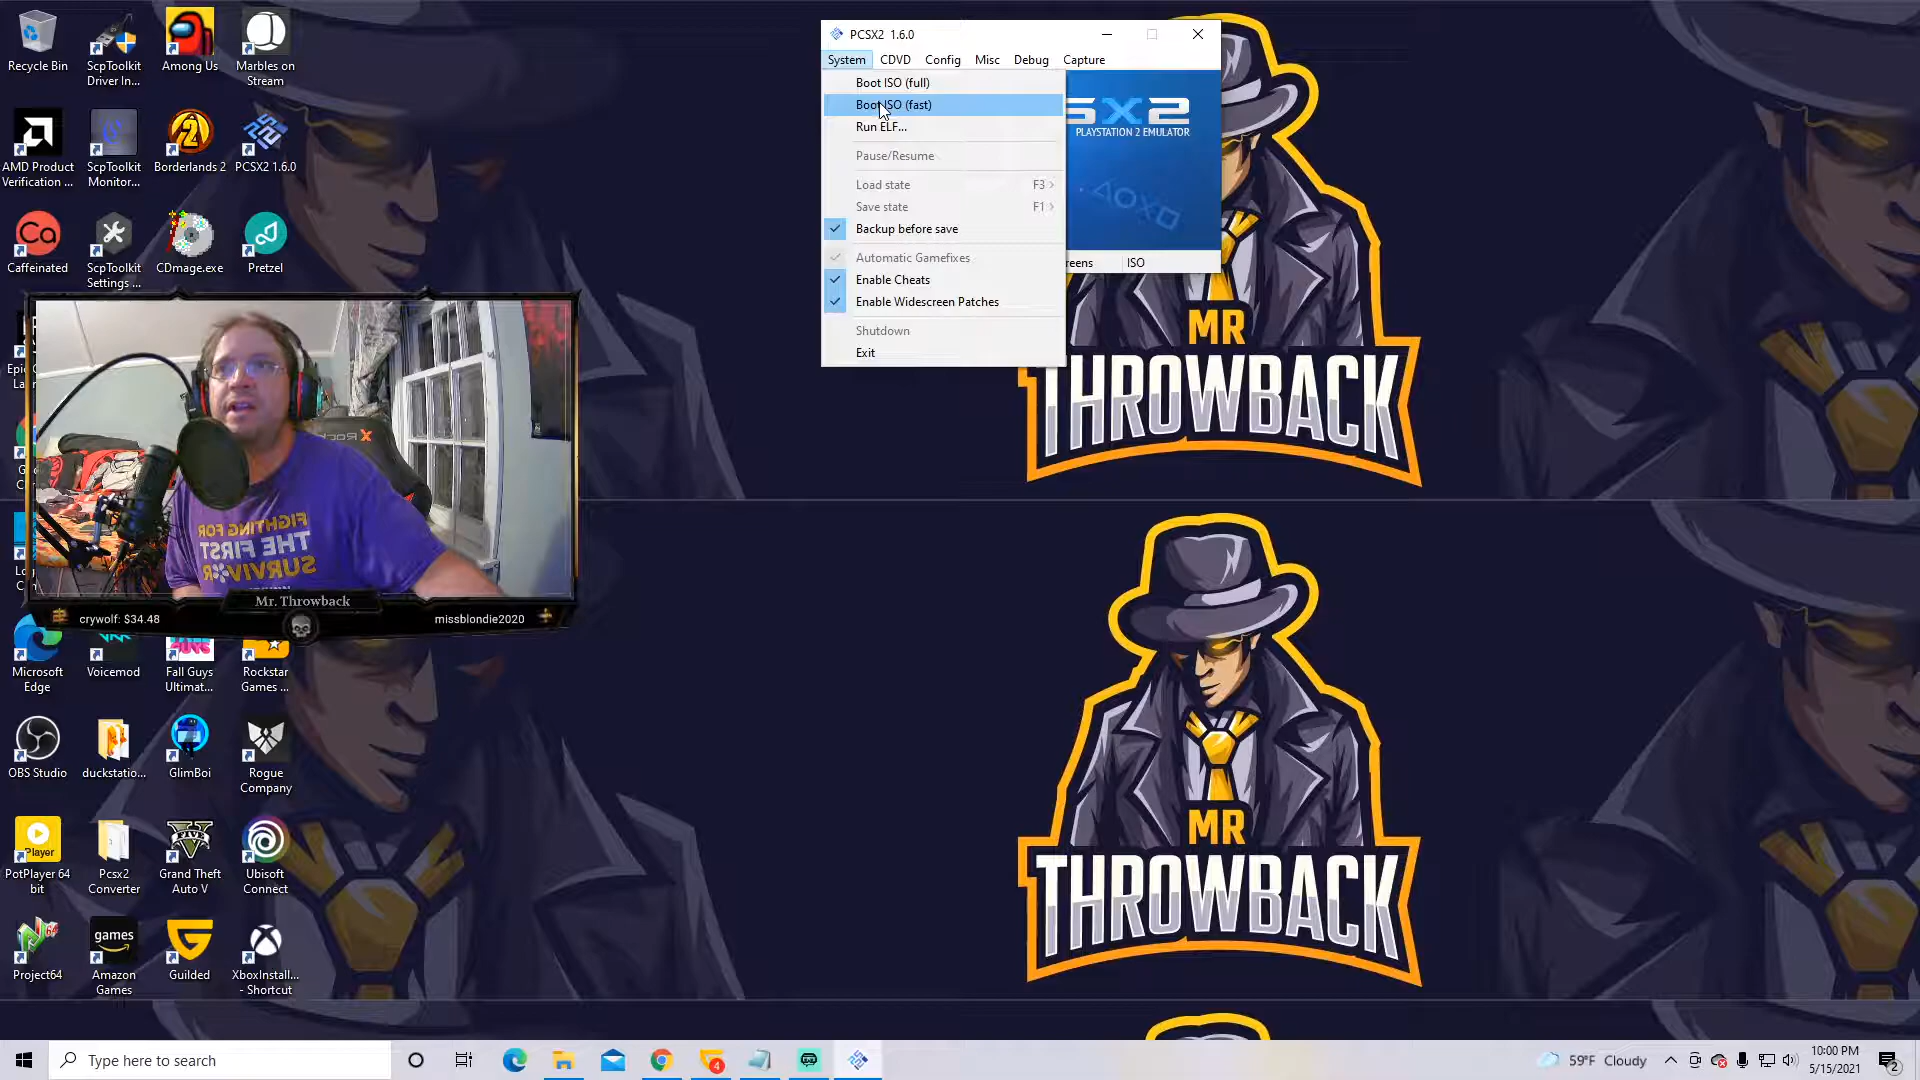 Recycle Bin
ScpToolkit
Driver In...
Among Us
Marbles on
Stream
AMD Product
Verification ...
ScpToolkit
Monitor...
Borderlands 2
PCSX2 1.6.0
Caffeinated
ScpToolkit
Settings ...
CDmage.exe
Pretzel
PCSX2 1.6.0
System
CDVD
Config
Misc
Debug
Capture
Boot ISO (full)
Boot ISO (fast)
Run ELF...
Pause/Resume
Load state F3
Save state F1
Backup before save
Automatic Gamefixes
Enable Cheats
Enable Widescreen Patches
Shutdown
Exit
SX2
PLAYSTATION 2 EMULATOR
reens
ISO
MR
THROWBACK
FIGHTING FOR
THE FIRST
SURVIVOR
Mr. Throwback
crywolf: $34.48
missblondie2020
Microsoft
Edge
Voicemod
Fall Guys
Ultimat...
Rockstar
Games ...
OBS Studio
duckstatio...
GlimBoi
Rogue
Company
Player
PotPlayer 64
bit
Pcsx2
Converter
Grand Theft
Auto V
Ubisoft
Connect
Project64
games
Amazon
Games
Guilded
XboxInstall...
- Shortcut
MR
THROWBACK
Type here to search
4
59°F Cloudy
10:00 PM
5/15/2021
2